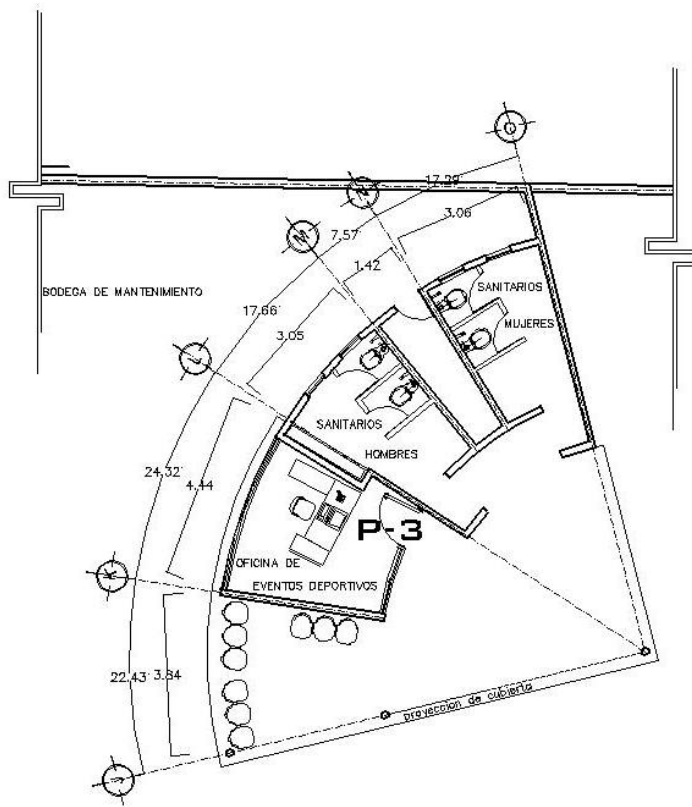 O
17.29'
N
3.06
M
7.57'
1.42
SANITARIOS
MUJERES
BODEGA DE MANTENIMIENTO
17.66'
3.05
L
SANITARIOS
HOMBRES
24.32'
4.44
P-3
OFICINA DE
EVENTOS DEPORTIVOS
K
22.43'
3.84
proyeccion de cubierta
J